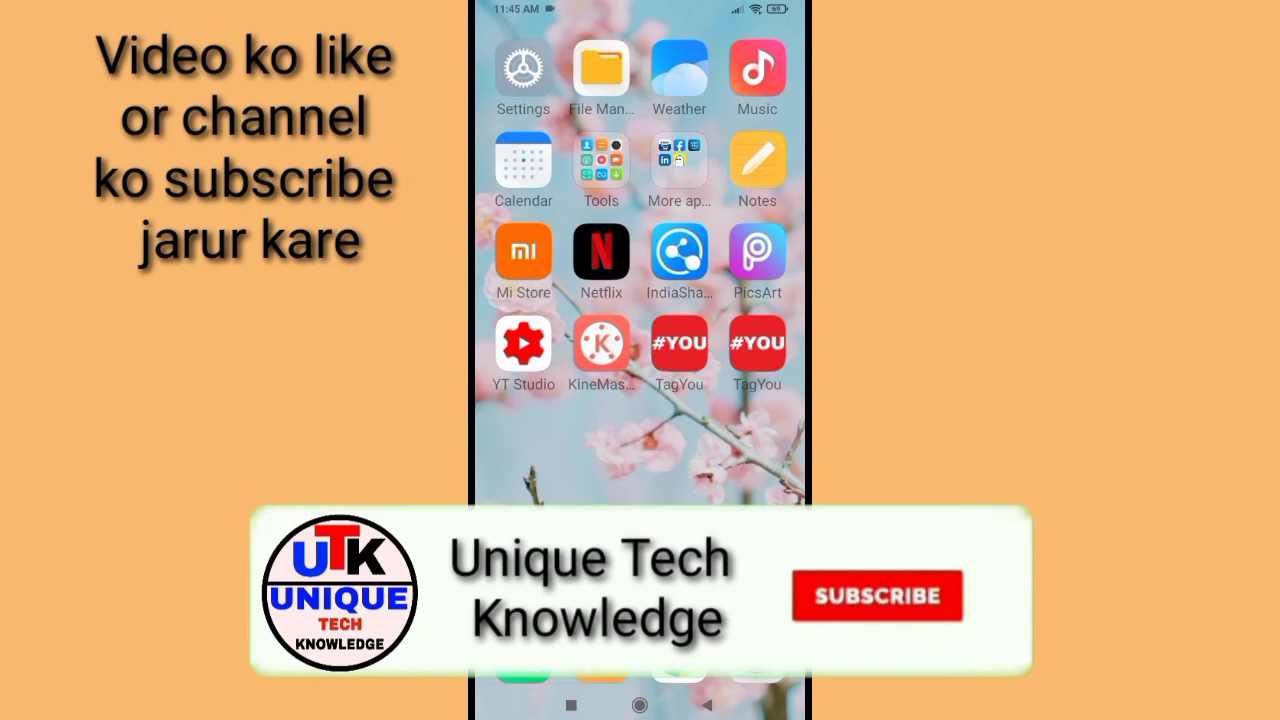 Video ko like
or channel
ko subscribe
jarur kare
11:45 AM
69
Settings
File Man...
Weather
Music
Calendar
Tools
More ap...
Notes
mi
Mi Store
Netflix
IndiaSha...
PicsArt
#YOU
#YOU
YT Studio
KineMas...
TagYou
TagYou
UTK
UNIQUE
TECH
KNOWLEDGE
Unique Tech
Knowledge
SUBSCRIBE